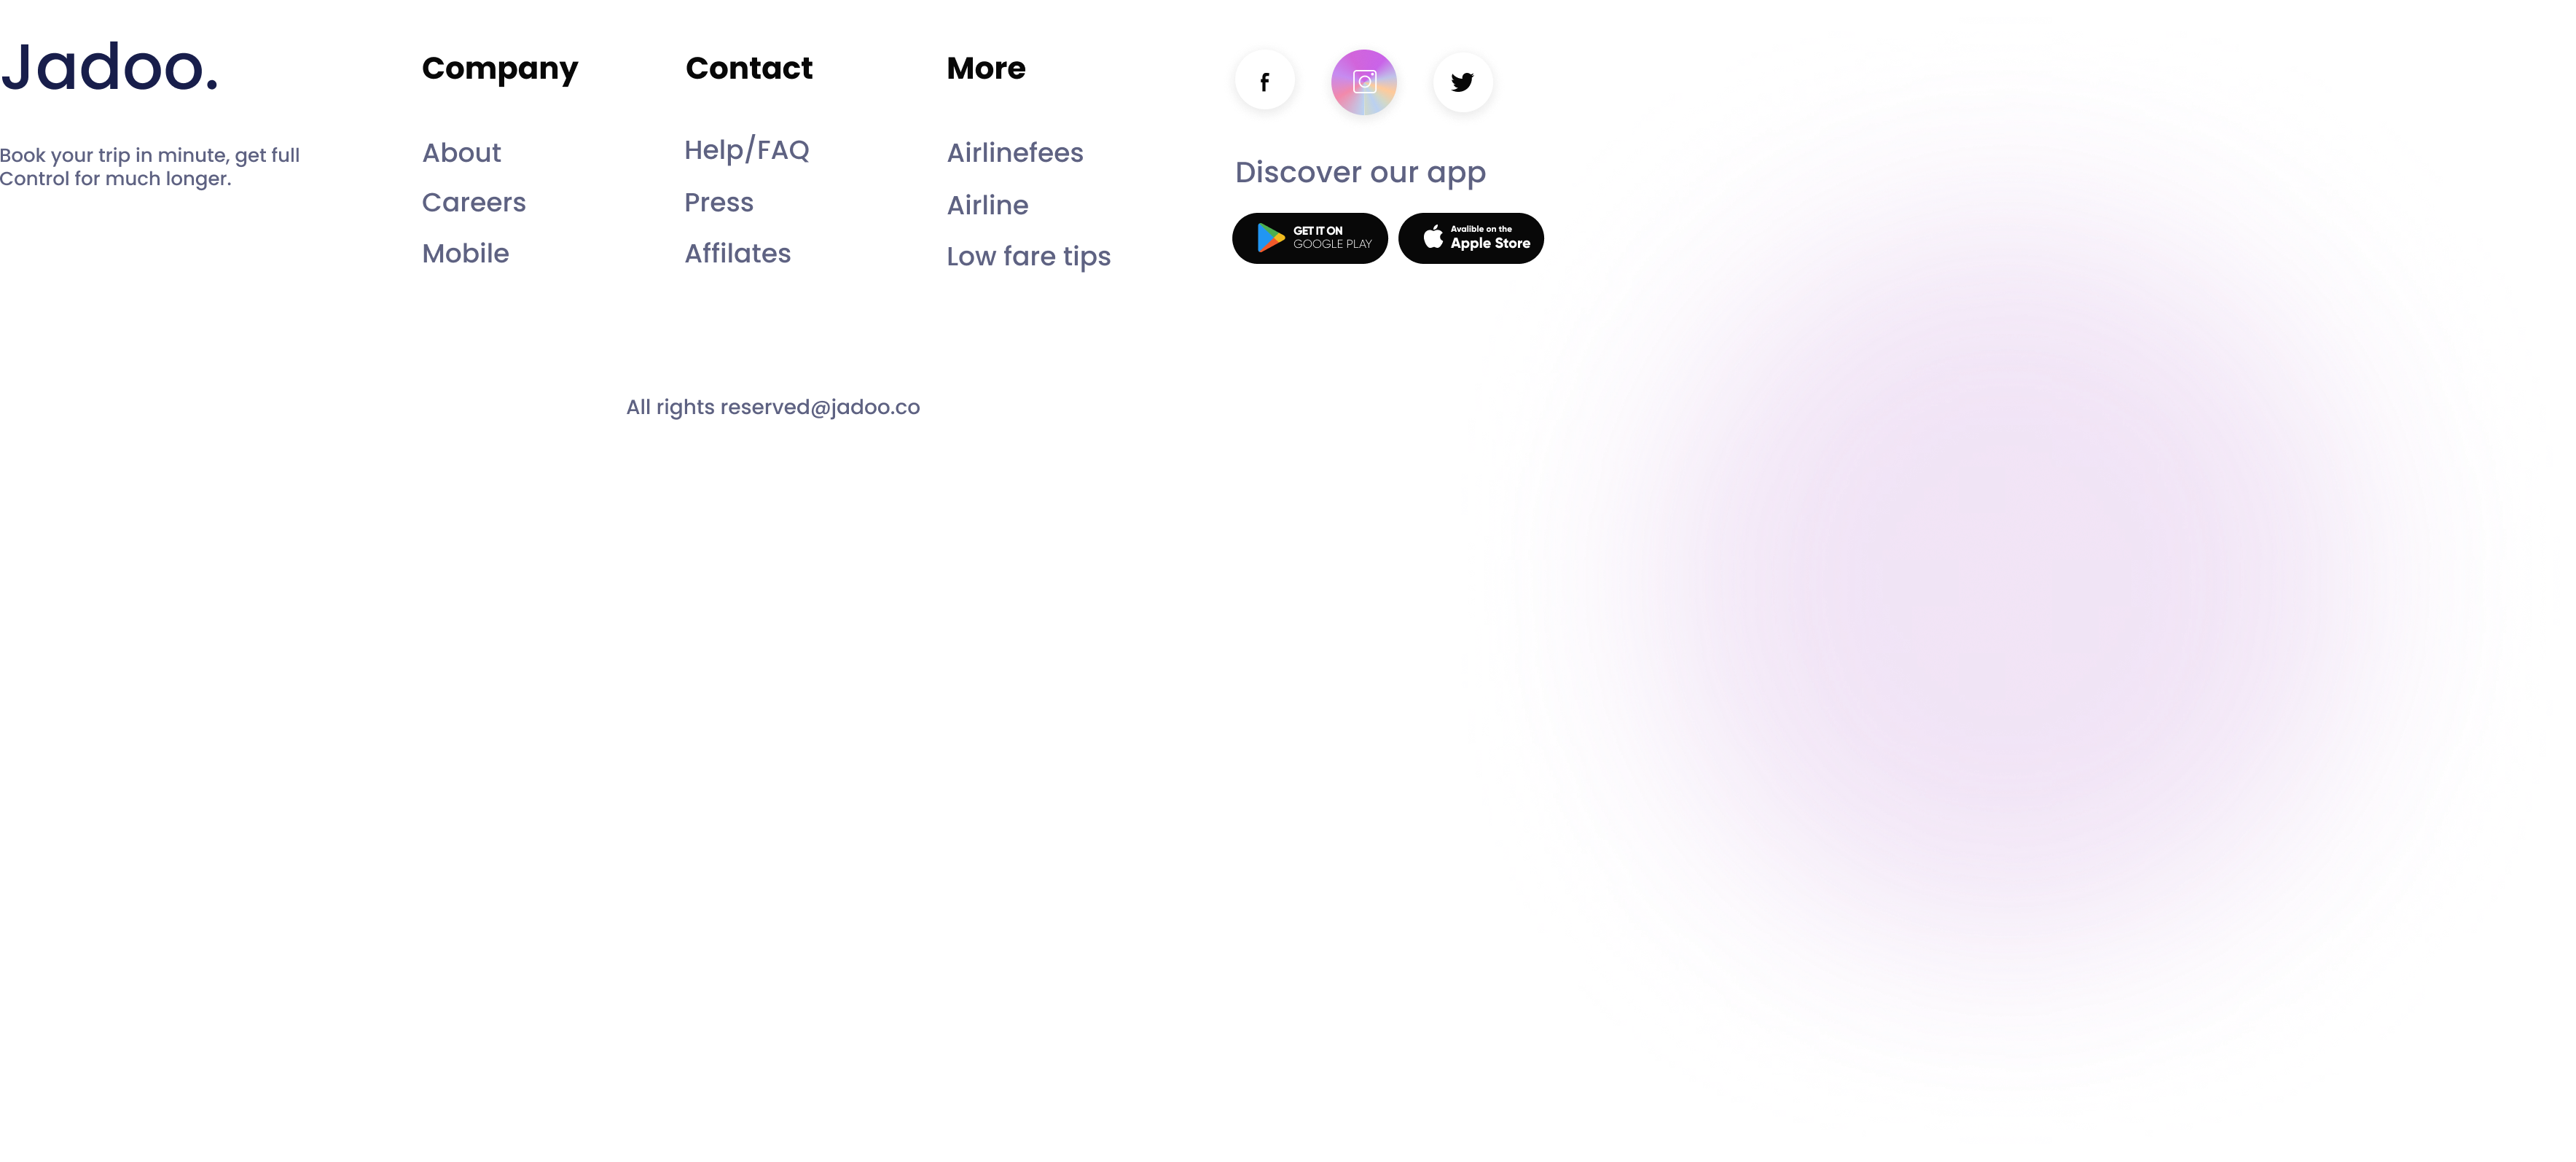 Jadoo.
Book your trip in minute, get full
Control for much longer.
Company
About
Careers
Mobile
Contact
Help/FAQ
Press
Affilates
More
Airlinefees
Airline
Low fare tips
f
Discover our app
GET IT ON
GOOGLE PLAY
Avalible on the
Apple Store
All rights reserved@jadoo.co